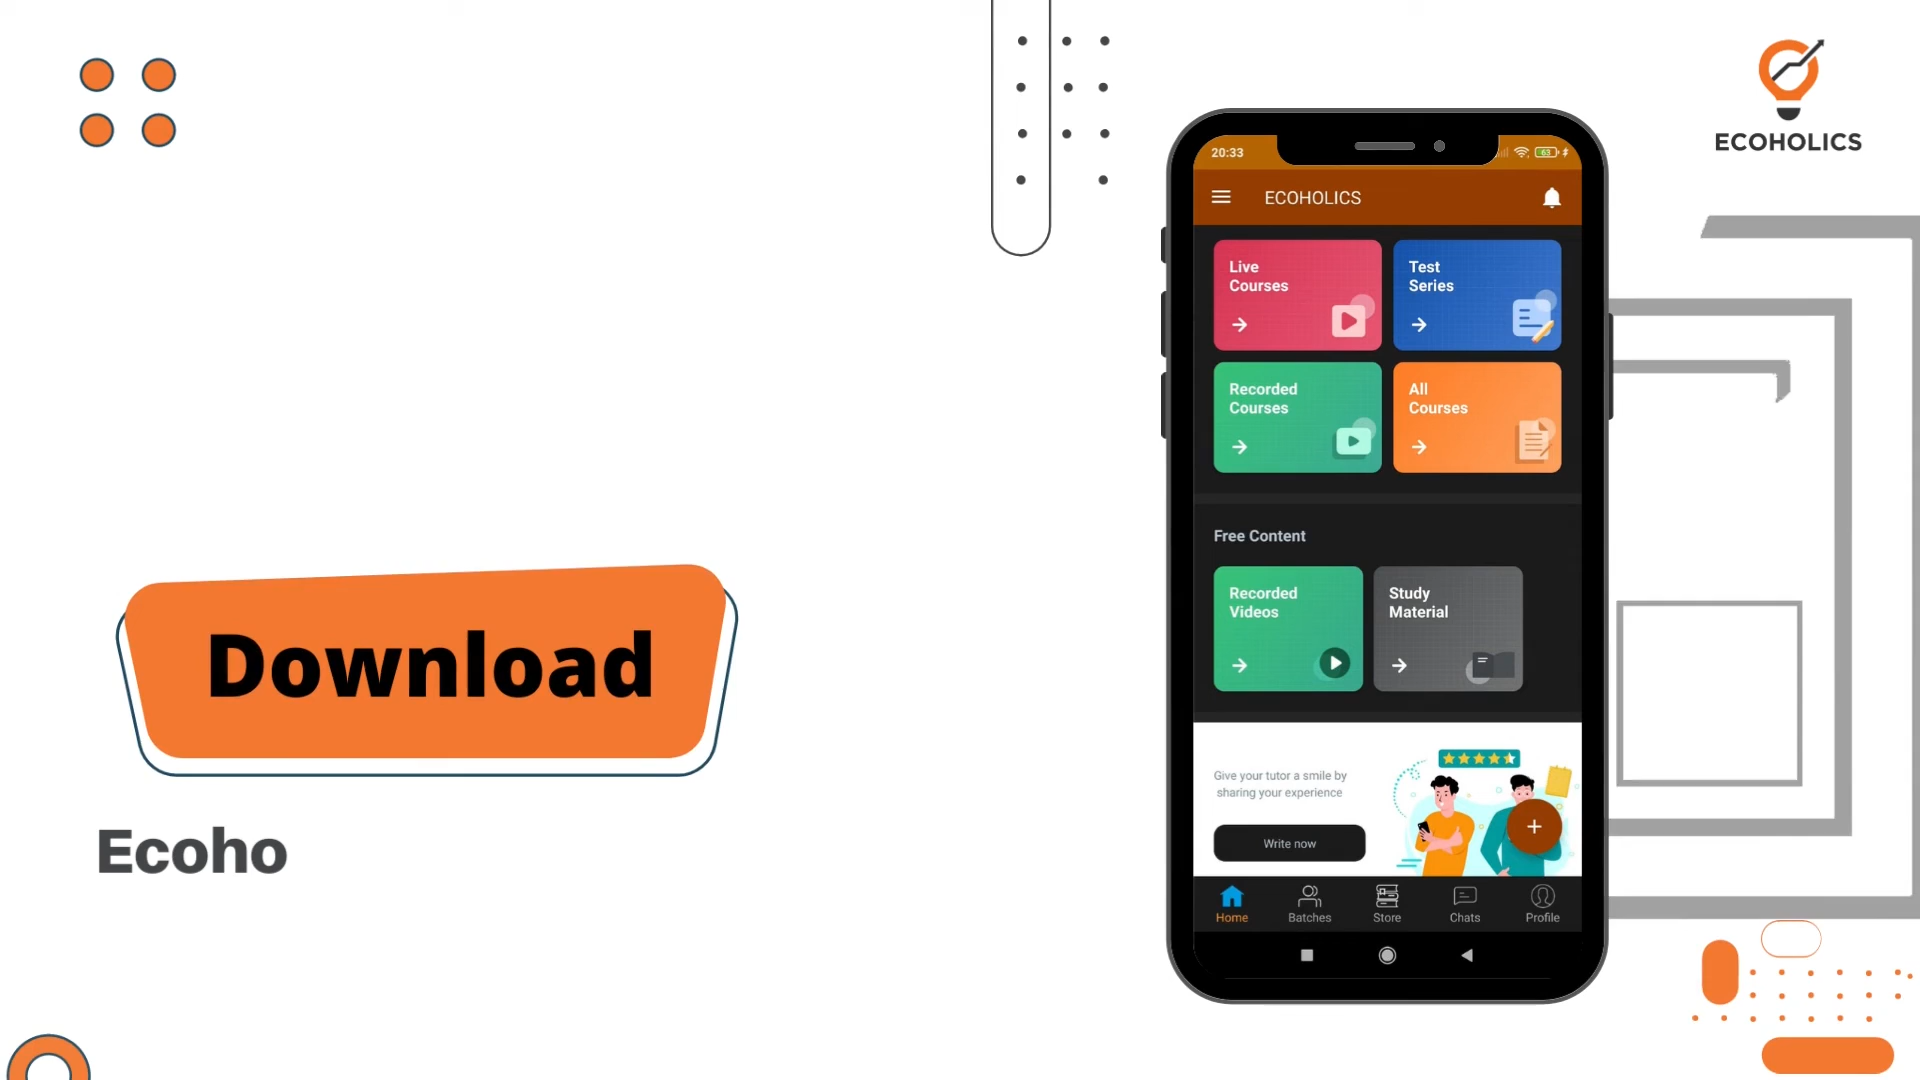 Download
Ecoho
ECOHOLICS
20:33
63
ECOHOLICS
Live
Courses
Test
Series
Recorded
Courses
All
Courses
Free Content
Recorded
Videos
Study
Material
Give your tutor a smile by
sharing your experience
Write now
Home
Batches
Store
Chats
Profile